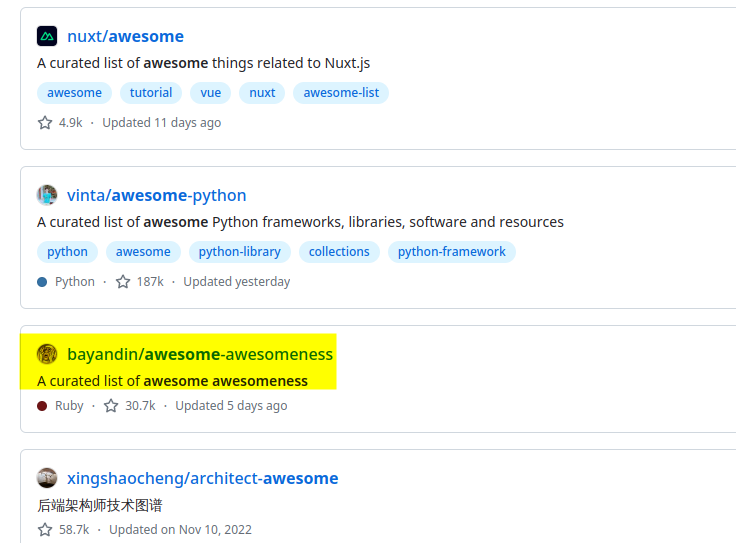 nuxt/awesome
A curated list of awesome things related to Nuxt.js
awesome tutorial vue nuxt awesome-list
4.9k · Updated 11 days ago
vinta/awesome-python
A curated list of awesome Python frameworks, libraries, software and resources
python awesome python-library collections python-framework
Python · 187k · Updated yesterday
bayandin/awesome-awesomeness
A curated list of awesome awesomeness
Ruby · 30.7k · Updated 5 days ago
xingshaocheng/architect-awesome
后端架构师技术图谱
58.7k · Updated on Nov 10, 2022